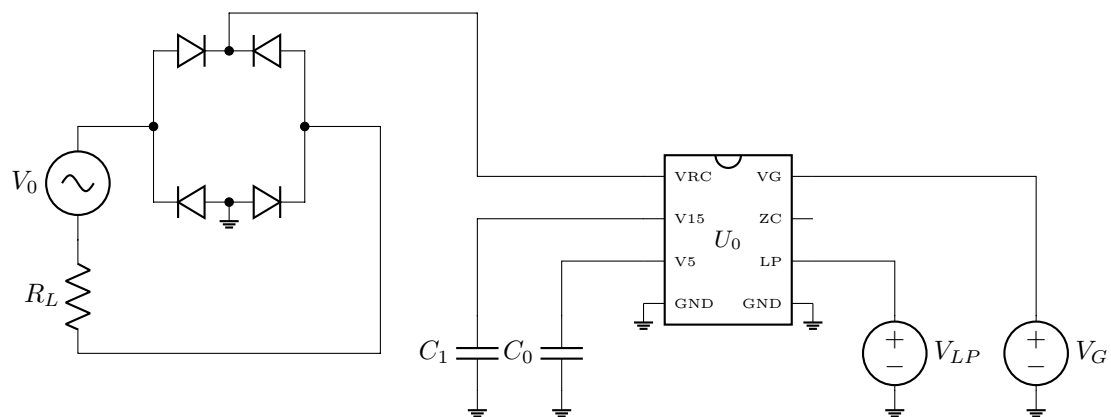 V0
RL
VRC
VG
V15
ZC
U0
V5
LP
GND
GND
C1
C0
+
−
VLP
+
−
VG